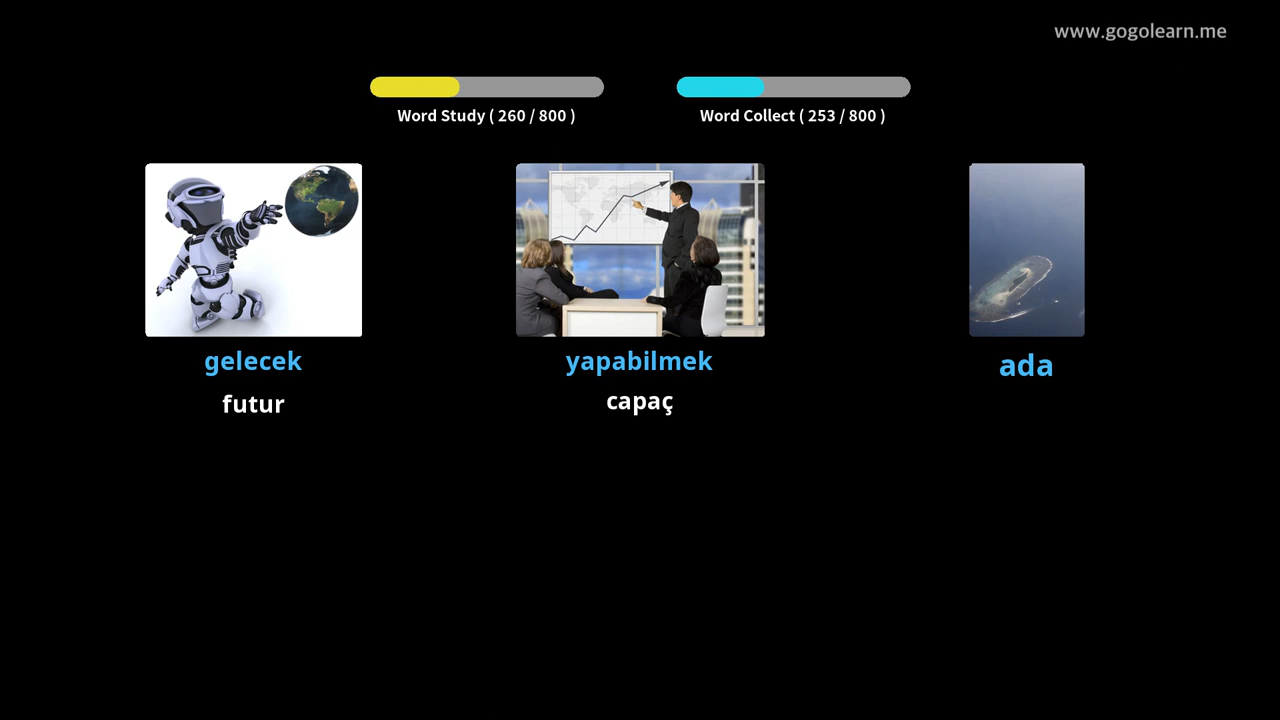 www.gogolearn.me
Word Study ( 260 / 800 )
Word Collect ( 253 / 800 )
gelecek
futur
yapabilmek
capaç
ada